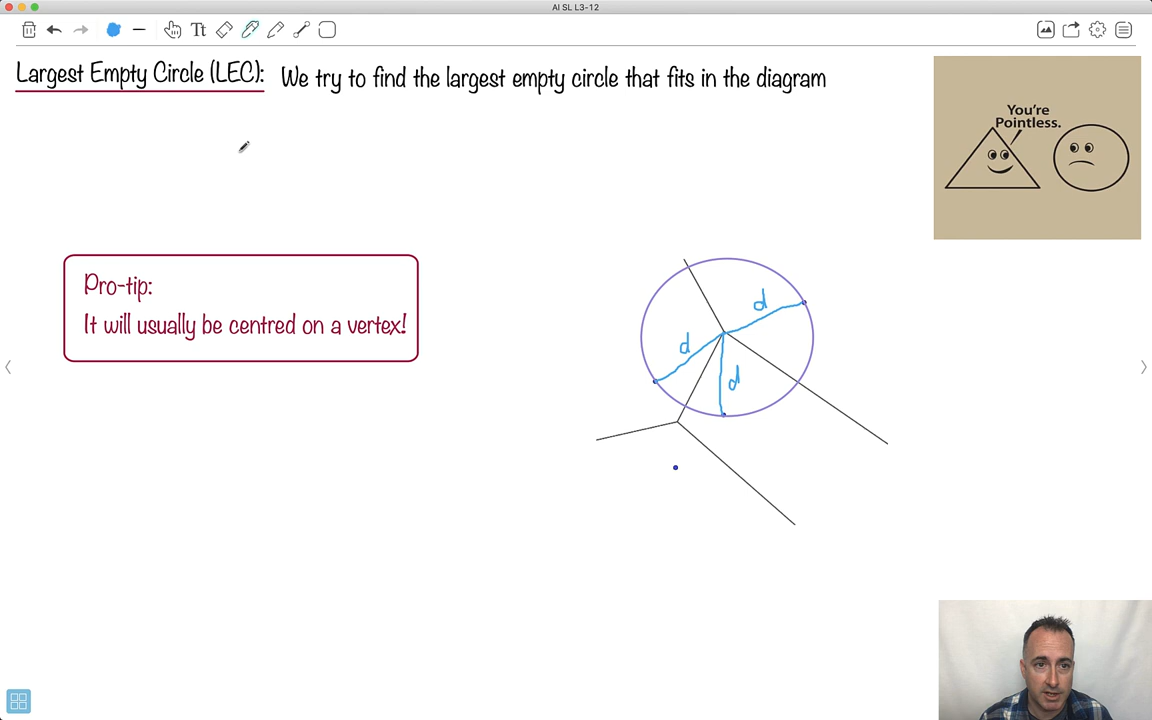 AI SL L3-12
Tt
Largest Empty Circle (LEC): We try to find the largest empty circle that fits in the diagram
You're
Pointless.
Pro-tip:
It will usually be centred on a vertex!
d
d
d